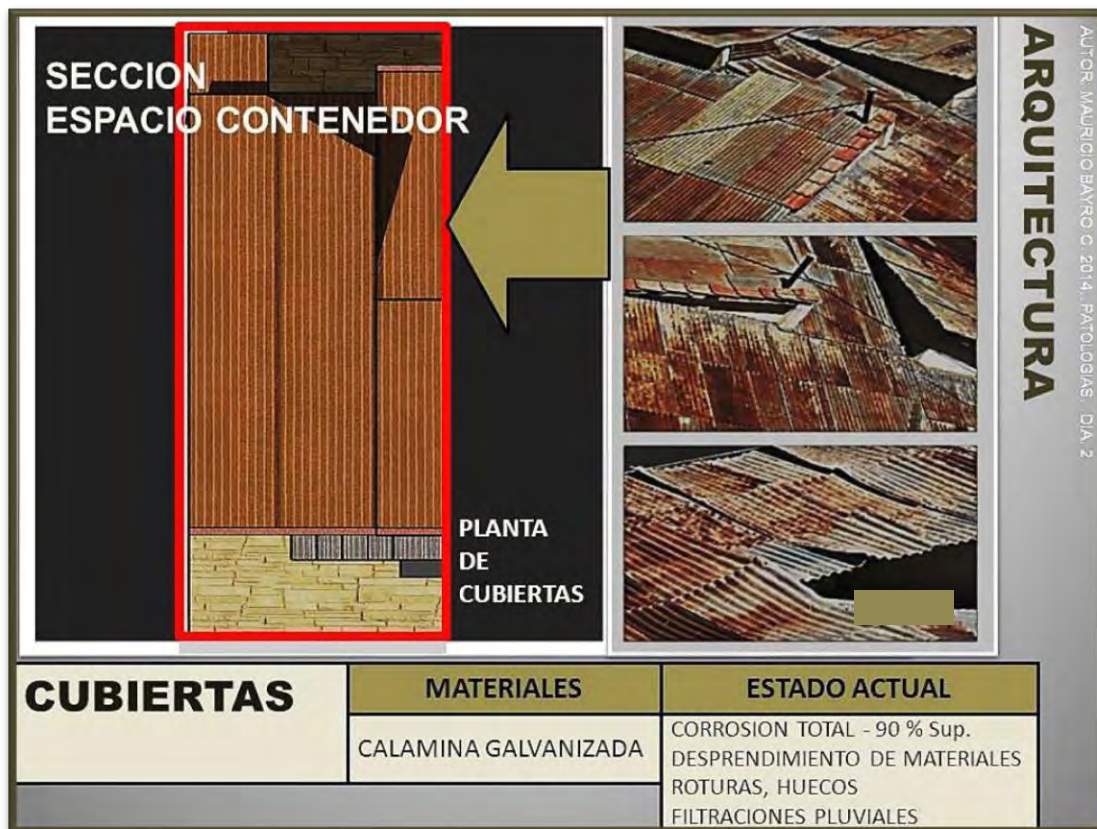 SECCION
ESPACIO CONTENEDOR
PLANTA
DE
CUBIERTAS
ARQUITECTURA
AUTOR: MAURICIO BAYRO C. 2014. PATOLOGIAS. DIA. 2
CUBIERTAS
MATERIALES
CALAMINA GALVANIZADA
ESTADO ACTUAL
CORROSION TOTAL - 90 % Sup.
DESPRENDIMIENTO DE MATERIALES
ROTURAS, HUECOS
FILTRACIONES PLUVIALES